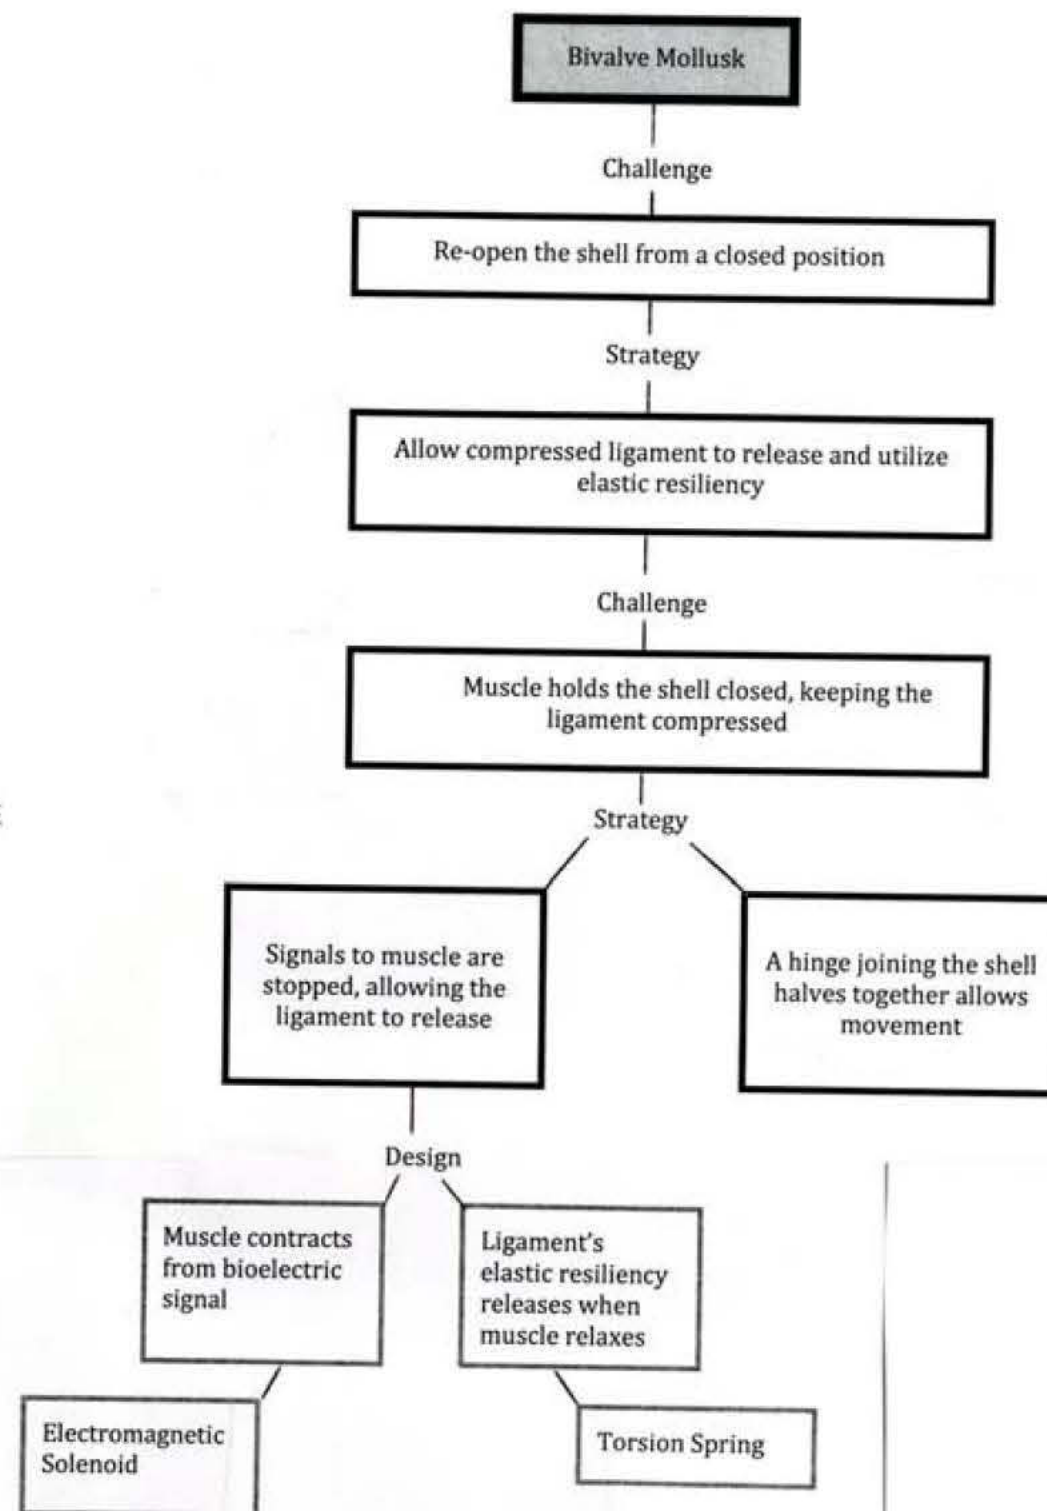 Bivalve Mollusk
Challenge
Re-open the shell from a closed position
Strategy
Allow compressed ligament to release and utilize
elastic resiliency
Challenge
Muscle holds the shell closed, keeping the
ligament compressed
Strategy
Signals to muscle are
stopped, allowing the
ligament to release
A hinge joining the shell
halves together allows
movement
Design
Muscle contracts
from bioelectric
signal
Ligament's
elastic resiliency
releases when
muscle relaxes
Electromagnetic
Solenoid
Torsion Spring